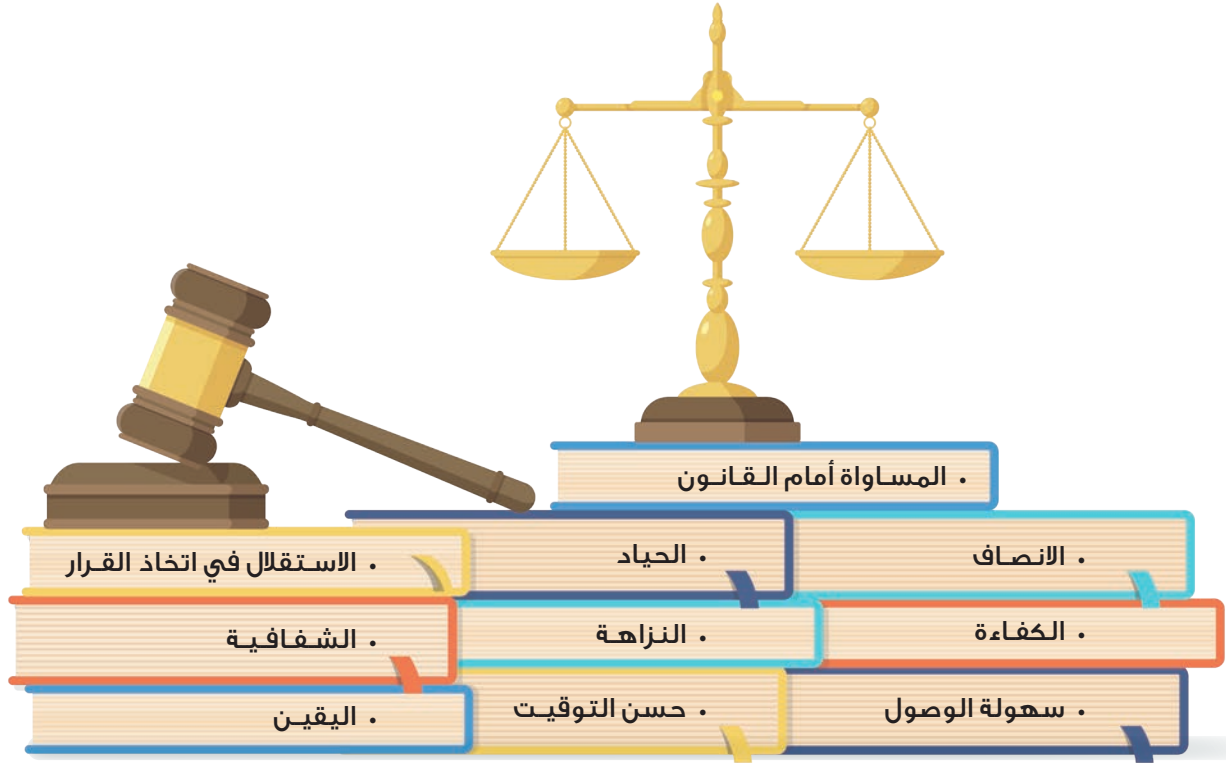 • المساواة أمام القانون
• الانصاف
• الحياد
• الاستقلال في اتخاذ القرار
• الكفاءة
• النزاهة
• الشفافية
• سهولة الوصول
• حسن التوقيت
• اليقين